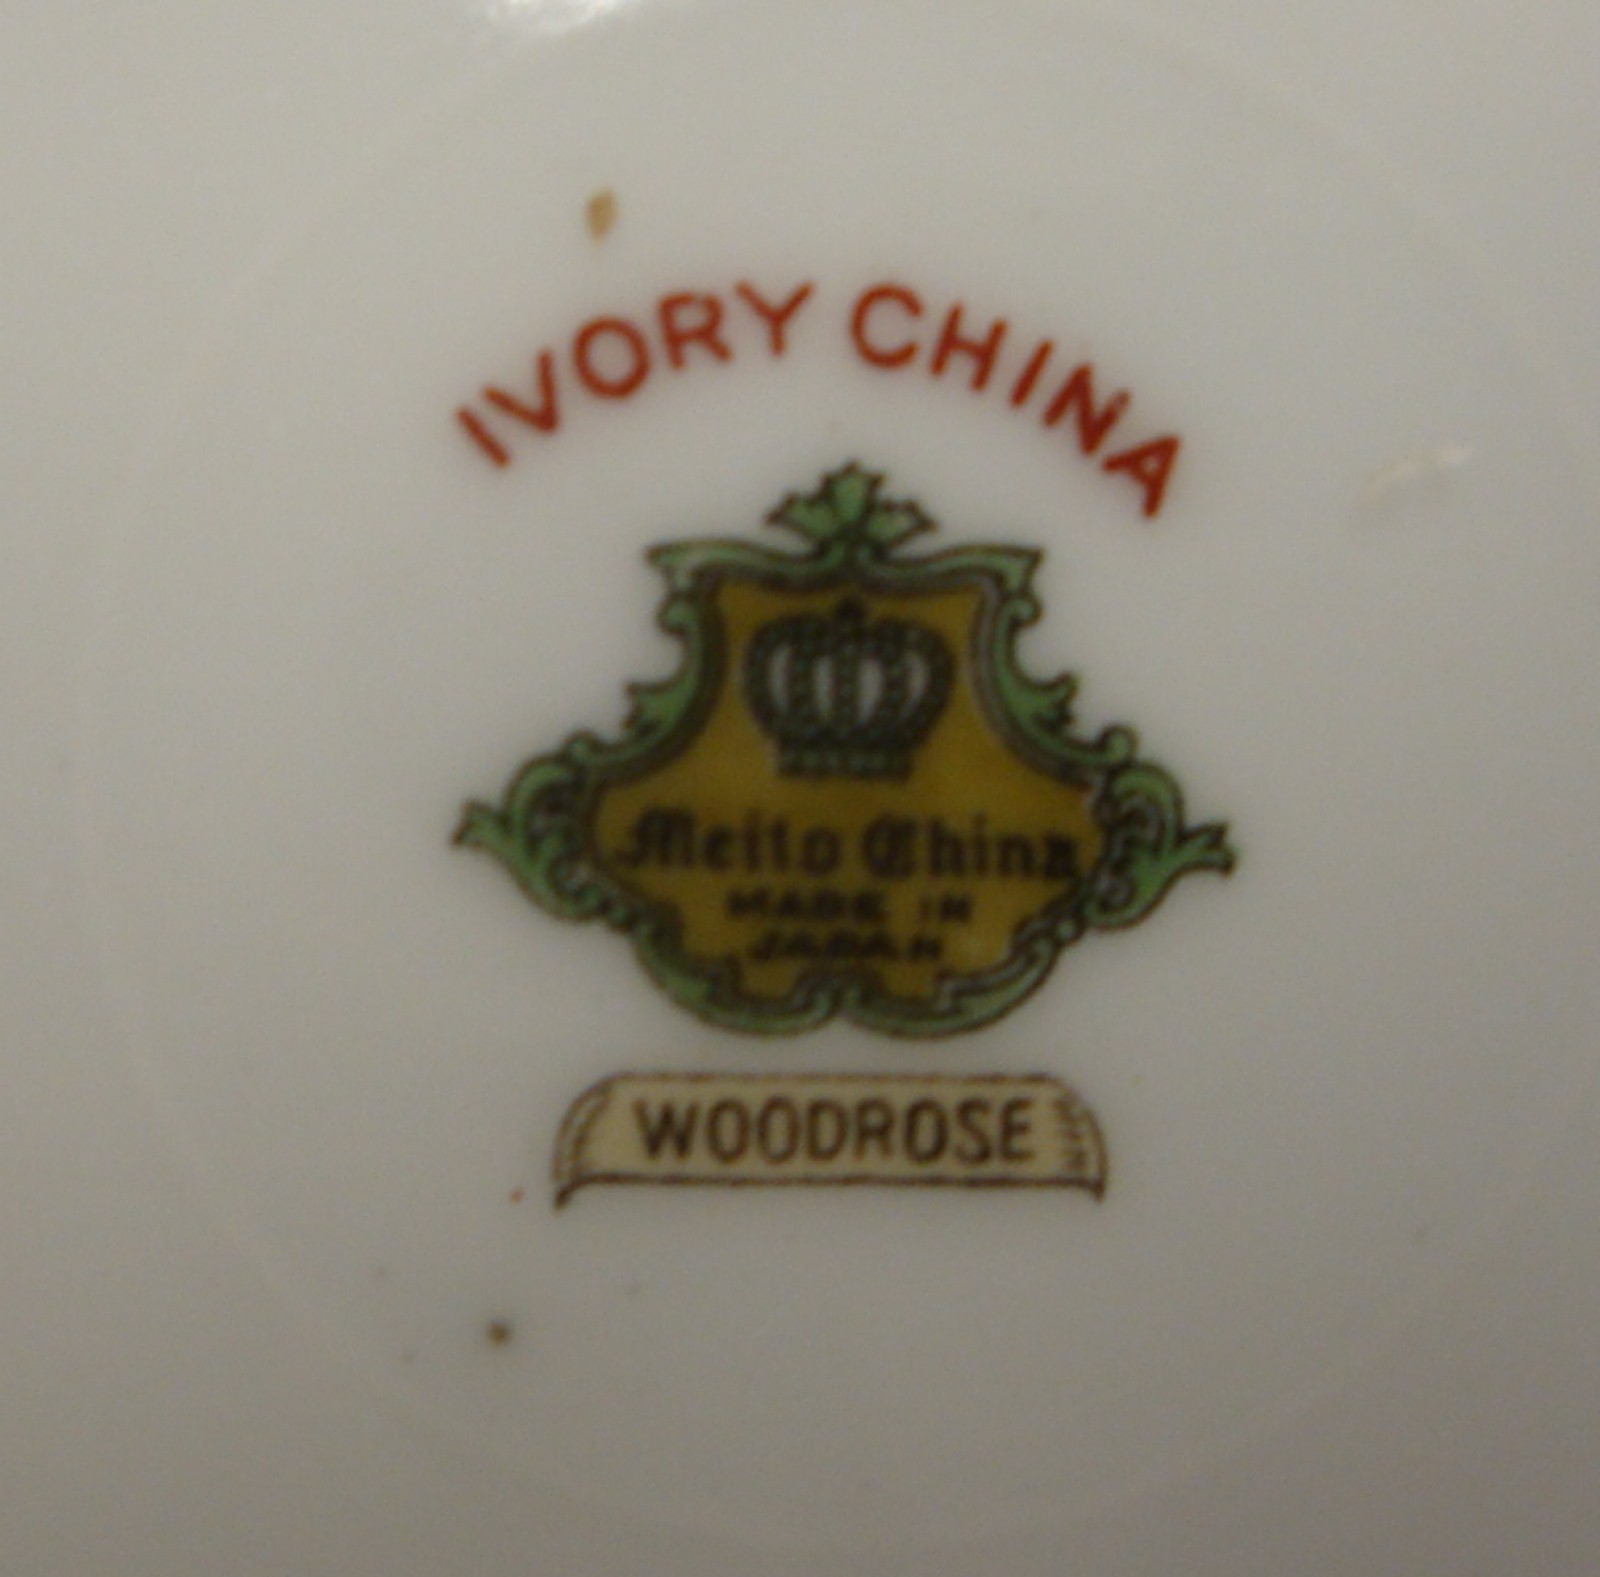 IVORY CHINA
Meito China
MADE IN
JAPAN
WOODROSE